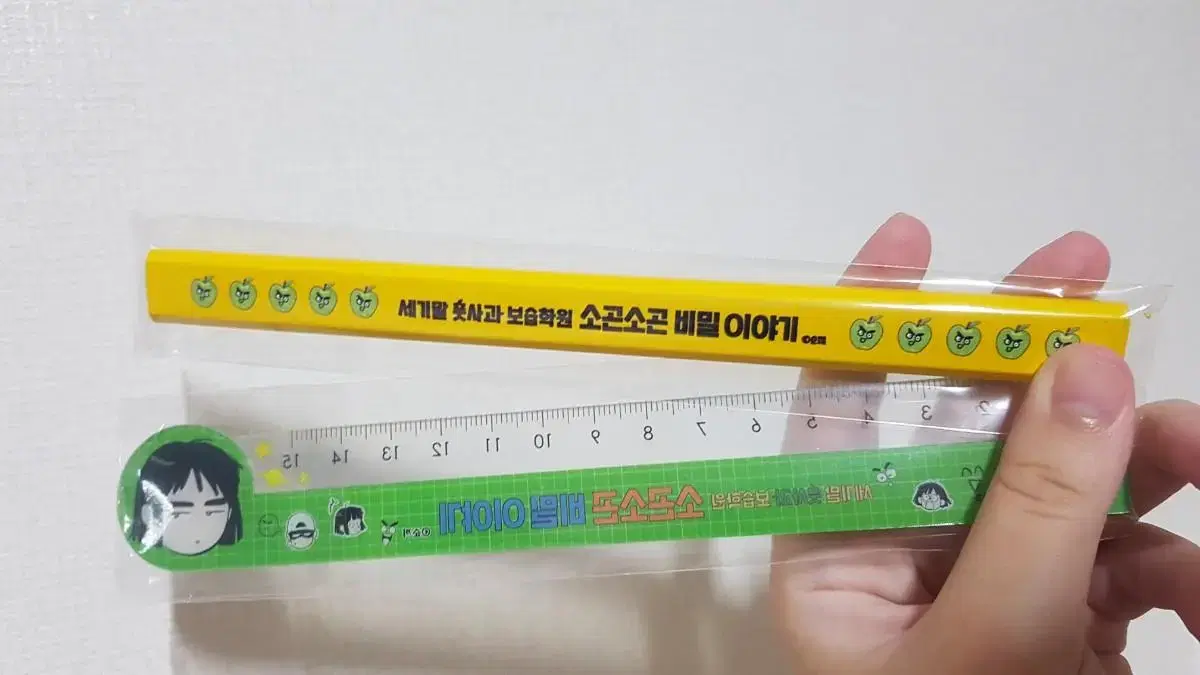 세기말 풋사과 보습학원 소곤소곤 비밀 이야기
15 14 13 12 11 10 9 8 7 6 5 4 3 2
세기말 풋사과 보습학원 소곤소곤 비밀 이야기